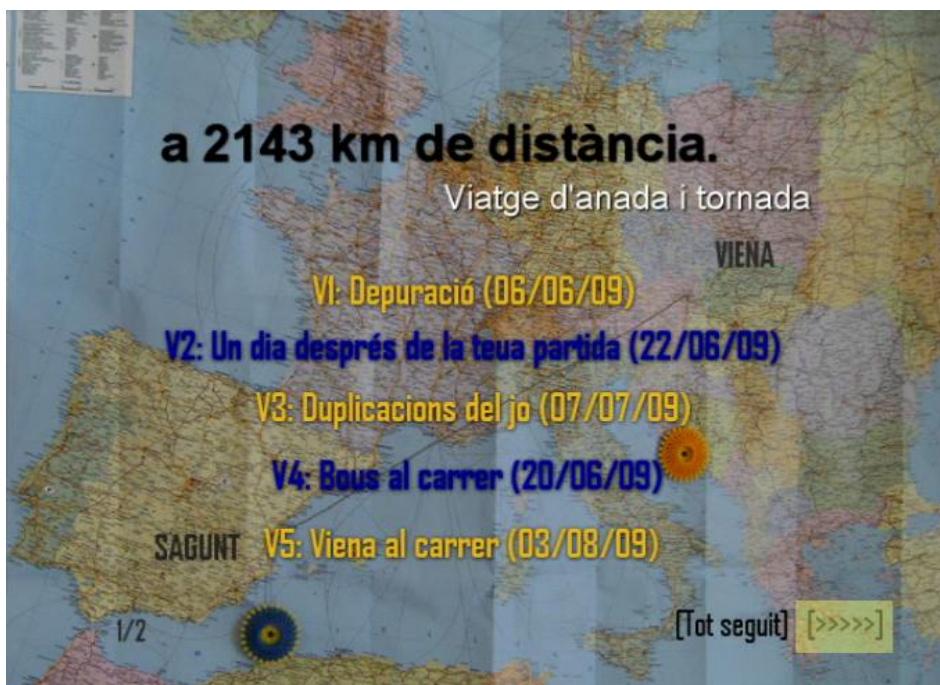 a 2143 km de distància.
Viatge d'anada i tornada
VIENA
V1: Depuració (06/06/09)
V2: Un dia després de la teua partida (22/06/09)
V3: Duplicacions del jo (07/07/09)
V4: Bous al carrer (20/06/09)
SAGUNT
V5: Viena al carrer (03/08/09)
1/2
[Tot seguit] [>>>>>]